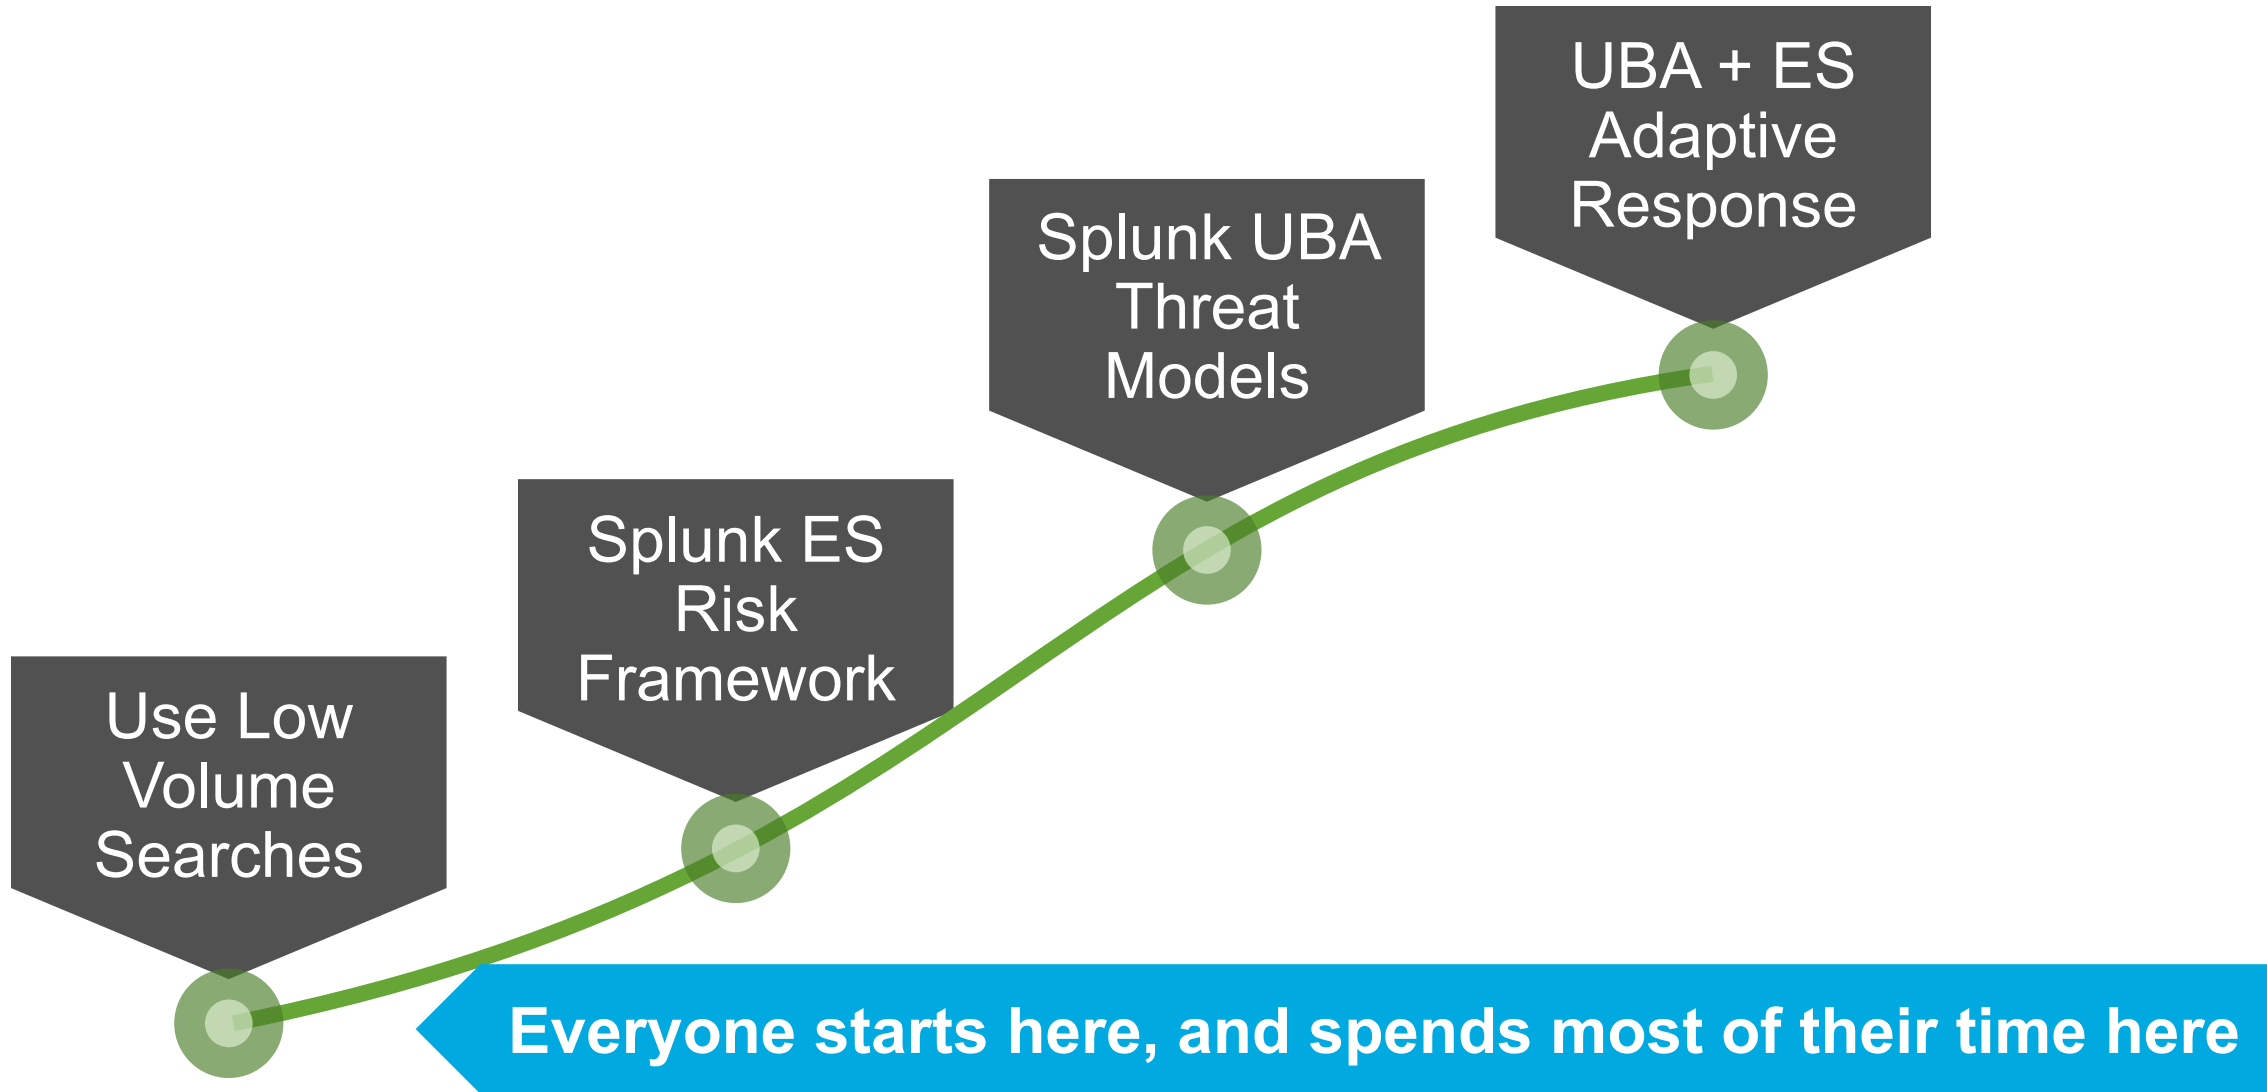 Use Low
Volume
Searches
Splunk ES
Risk
Framework
Splunk UBA
Threat
Models
UBA + ES
Adaptive
Response
Everyone starts here, and spends most of their time here